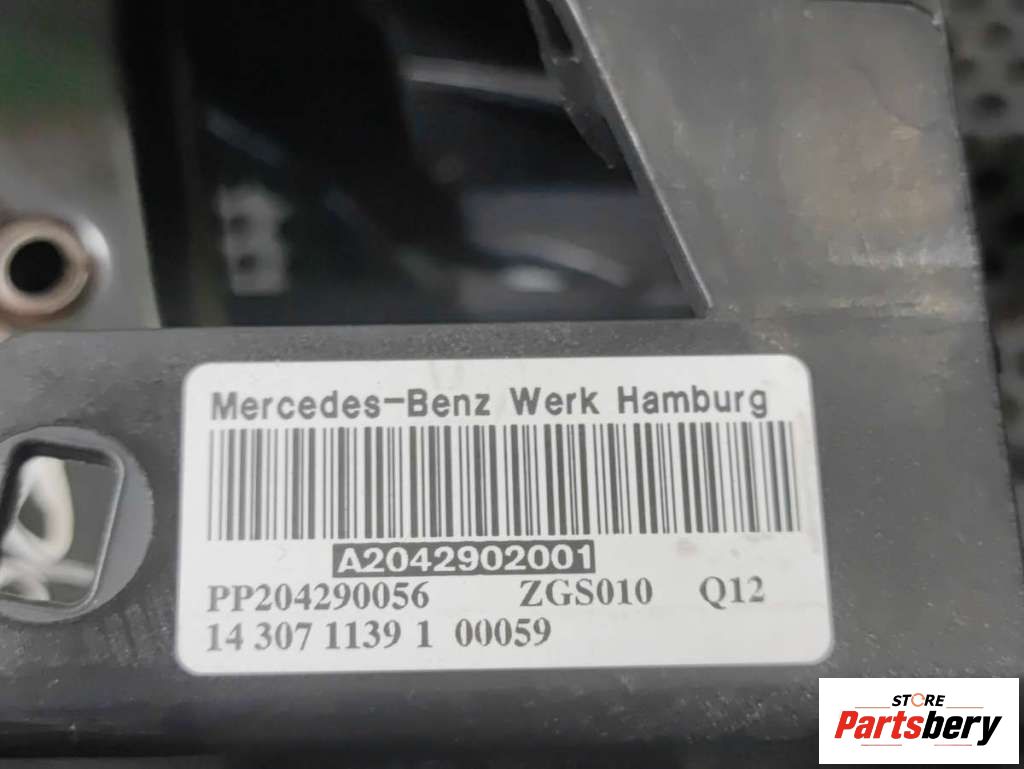 Mercedes-Benz Werk Hamburg
A2042902001
PP204290056 ZGS010 Q12
14 307 1139 1 00059
STORE
Partsbery